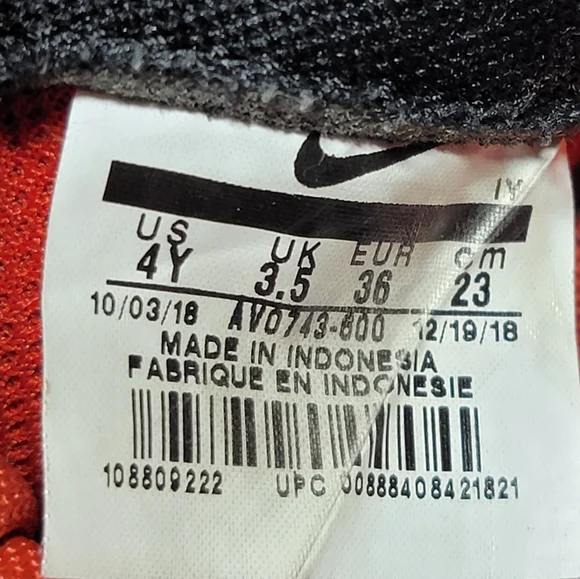 US UK EUR cm
4Y 3.5 36 23
10/03/18 AV0743-600 12/19/18
MADE IN INDONESIA
FABRIQUE EN INDONESIE
108809222 UPC 00888408421821